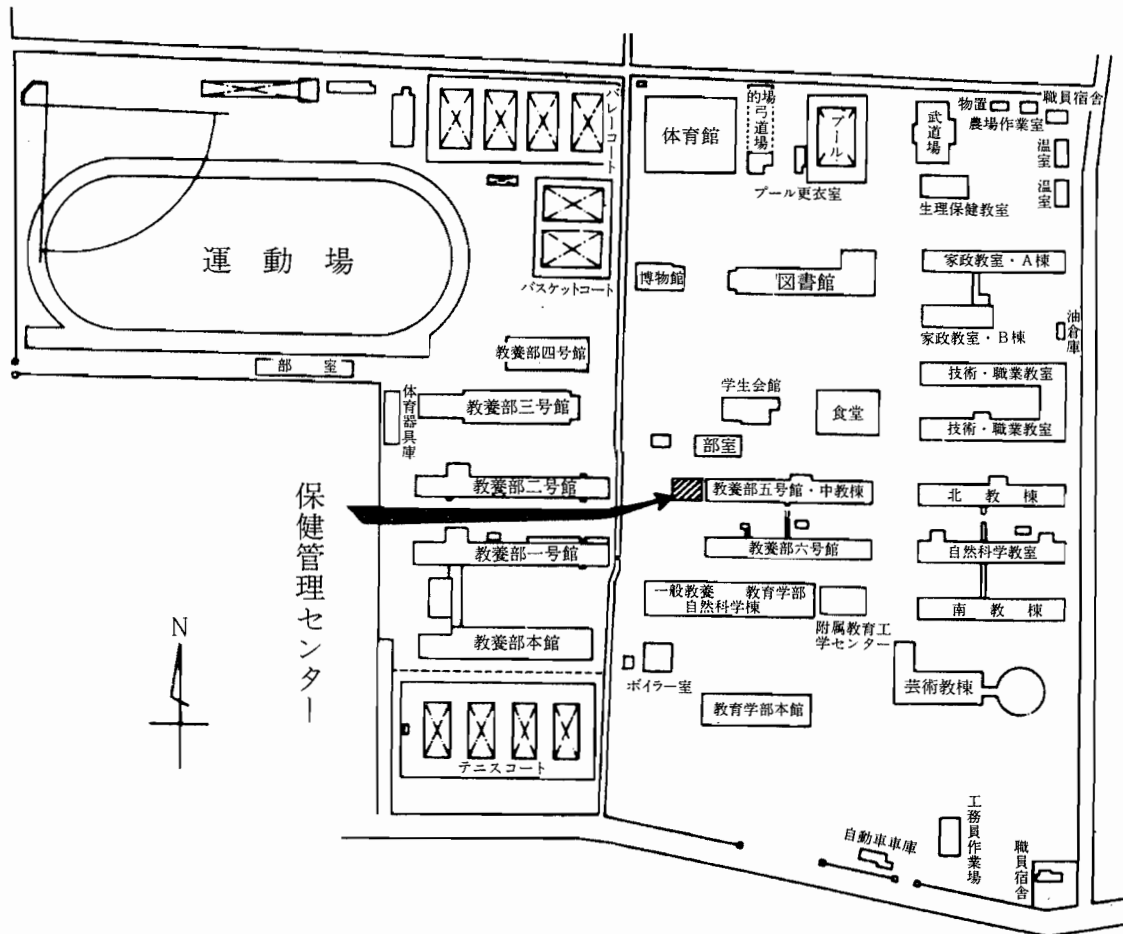 バレーコート
的場
弓道場
体育館
プール
武道場
物置
職員宿舎
農場作業室
温室
温室
プール更衣室
生理保健教室
運動場
バスケットコート
博物館
図書館
家政教室・A棟
家政教室・B棟
油倉庫
教養部四号館
部室
体育器具庫
教養部三号館
学生会館
食堂
技術・職業教室
技術・職業教室
部室
教養部二号館
教養部五号館・中教棟
北教棟
保健管理センター
教養部一号館
教養部六号館
自然科学教室
一般教養 教育学部
自然科学棟
南教棟
附属教育工
学センター
教養部本館
N
ボイラー室
芸術教棟
教育学部本館
テニスコート
自動車車庫
工務員作業場
職員宿舎